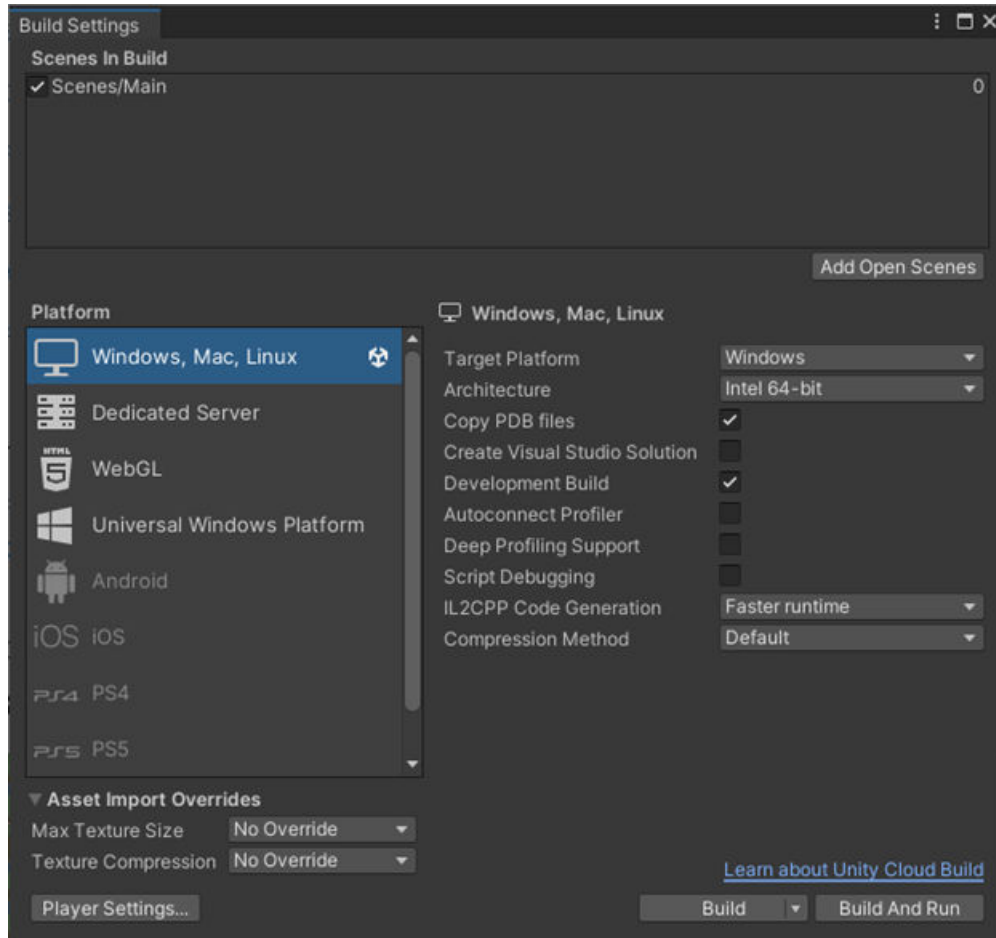 Build Settings
Scenes In Build
Scenes/Main 0
Add Open Scenes
Platform
Windows, Mac, Linux
Dedicated Server
HTML
5
WebGL
Universal Windows Platform
Android
iOS iOS
PS4 PS4
PS5 PS5
Windows, Mac, Linux
Target Platform Windows
Architecture Intel 64-bit
Copy PDB files
Create Visual Studio Solution
Development Build
Autoconnect Profiler
Deep Profiling Support
Script Debugging
IL2CPP Code Generation Faster runtime
Compression Method Default
Asset Import Overrides
Max Texture Size No Override
Texture Compression No Override
Learn about Unity Cloud Build
Player Settings... Build Build And Run